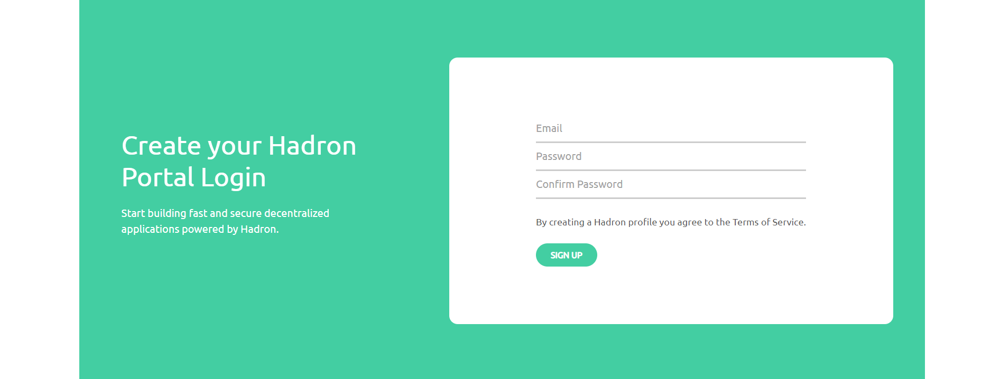 Create your Hadron
Portal Login
Start building fast and secure decentralized
applications powered by Hadron.
Email
Password
Confirm Password
By creating a Hadron profile you agree to the Terms of Service.
SIGN UP